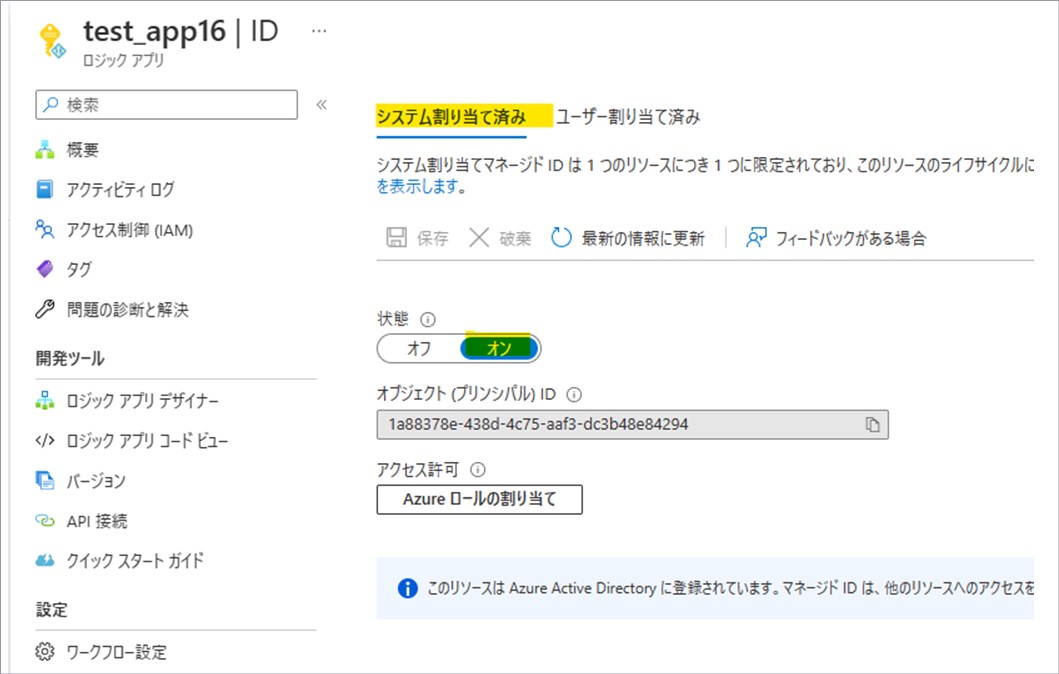 test_app16 | ID ...
ロジック アプリ
検索 «
概要
アクティビティ ログ
アクセス制御 (IAM)
タグ
問題の診断と解決
開発ツール
ロジック アプリ デザイナー
ロジック アプリ コード ビュー
バージョン
API 接続
クイック スタート ガイド
設定
ワークフロー設定
システム割り当て済み ユーザー割り当て済み
システム割り当てマネージド ID は 1 つのリソースにつき 1 つに限定されており、このリソースのライフサイクルに
を表示します。
保存 破棄 最新の情報に更新 フィードバックがある場合
状態
オフ オン
オブジェクト (プリンシパル) ID
1a88378e-438d-4c75-aaf3-dc3b48e84294
アクセス許可
Azure ロールの割り当て
このリソースは Azure Active Directory に登録されています。マネージド ID は、他のリソースへのアクセスを